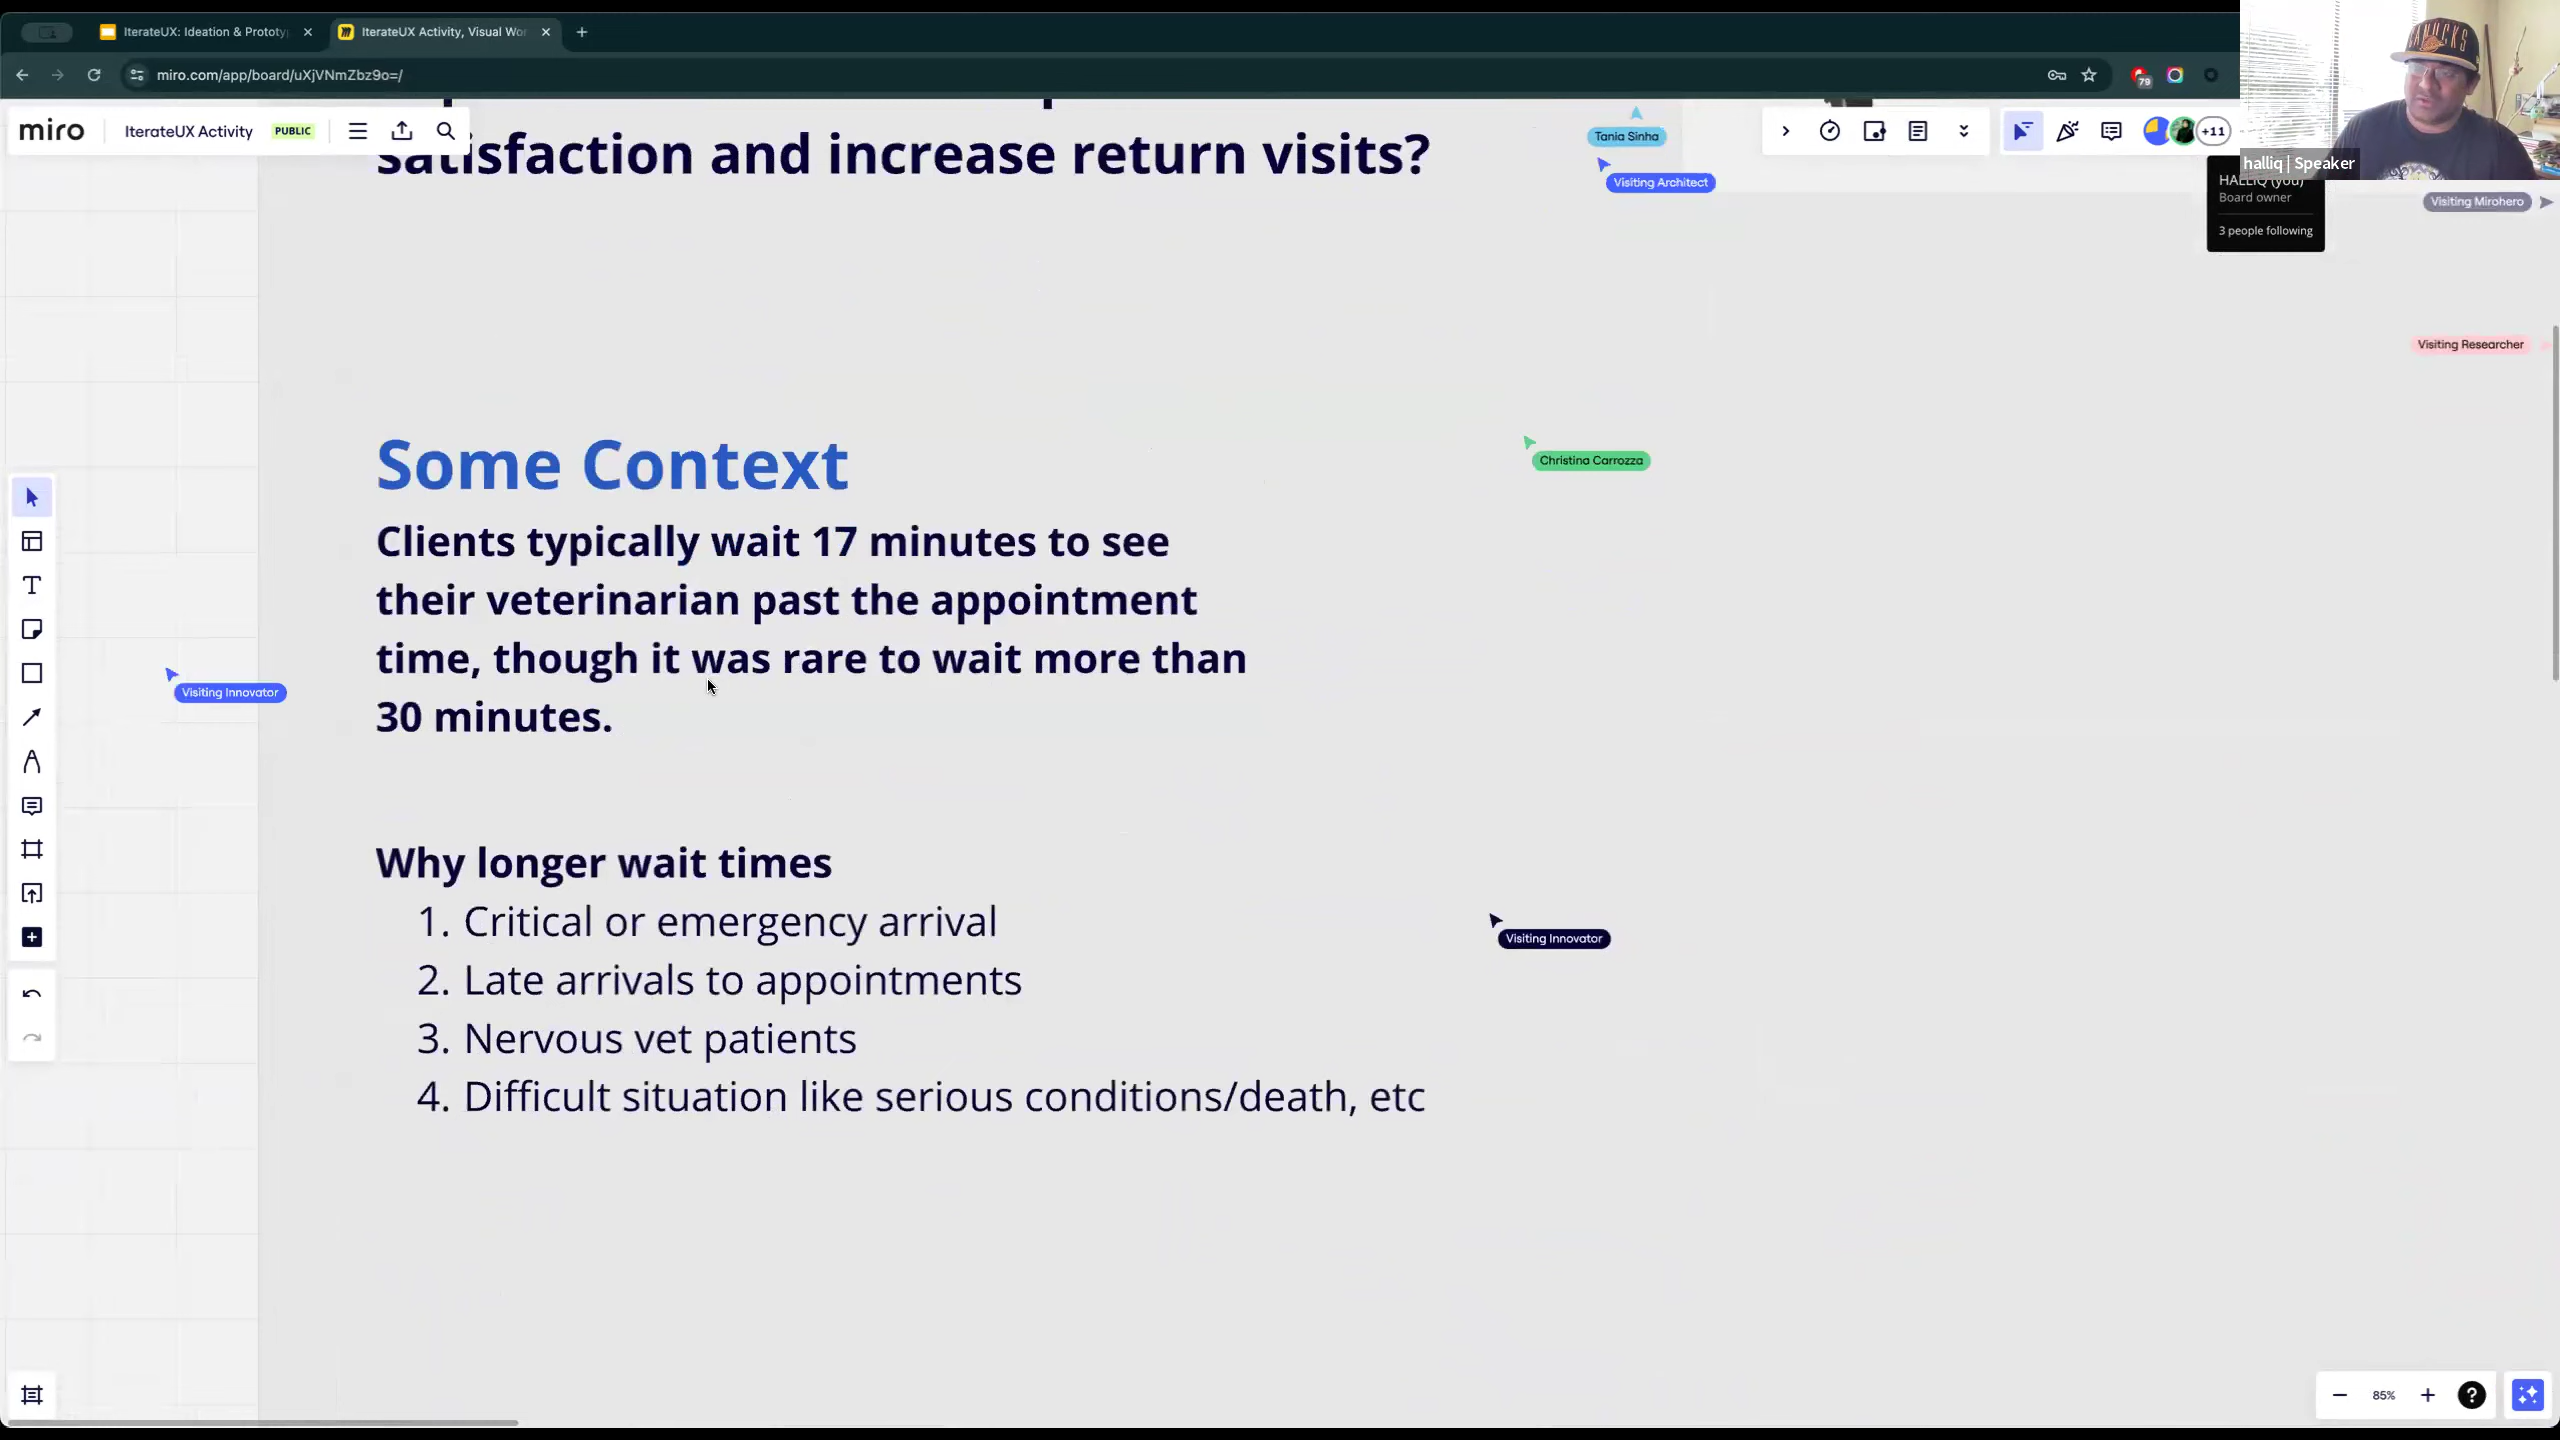 IterateUX: Ideation & Prototy
IterateUX Activity, Visual Wor
miro.com/app/board/uXjVNmZbz9o=/
79
miro
IterateUX Activity
PUBLIC
+11
halliq | Speaker
HALLIQ (you)
Board owner
3 people following
Tania Sinha
Visiting Architect
Visiting Mirohero
Visiting Researcher
satisfaction and increase return visits?
Some Context
Christina Carrozza
Clients typically wait 17 minutes to see
their veterinarian past the appointment
time, though it was rare to wait more than
30 minutes.
Visiting Innovator
Why longer wait times
1. Critical or emergency arrival
2. Late arrivals to appointments
3. Nervous vet patients
4. Difficult situation like serious conditions/death, etc
Visiting Innovator
85%